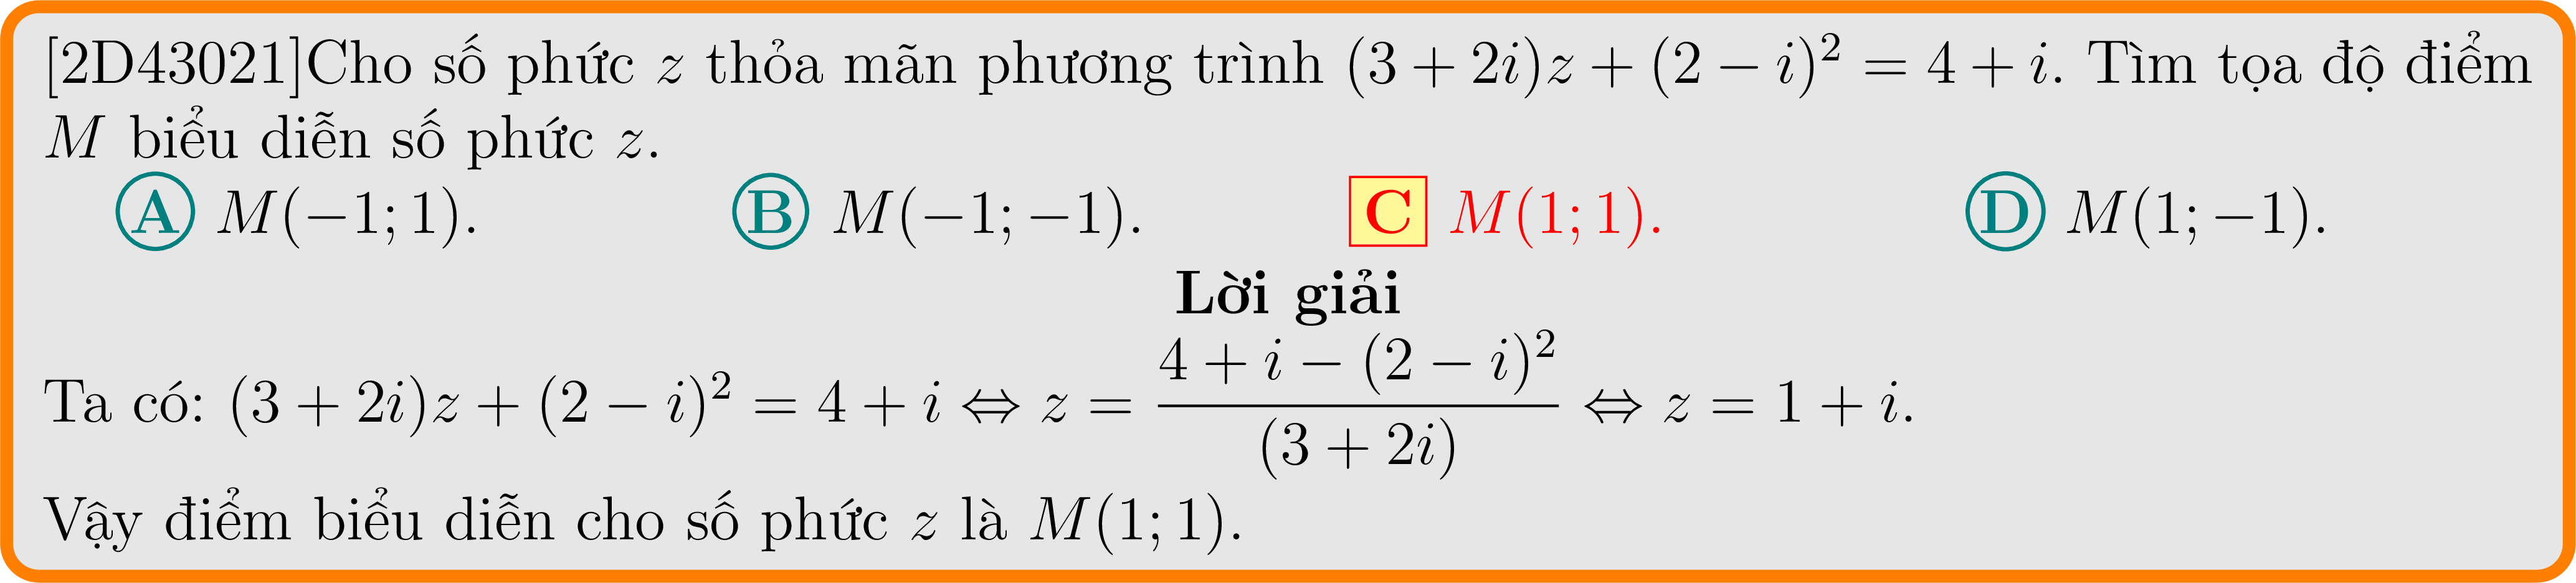 [2D43021]Cho số phức z thỏa mãn phương trình (3 + 2i)z + (2 − i)² = 4 + i. Tìm tọa độ điểm
M biểu diễn số phức z.
A M(−1; 1). B M(−1; −1). C M(1; 1). D M(1; −1).
Lời giải
Ta có: (3 + 2i)z + (2 − i)² = 4 + i ⇔ z = \frac{4 + i − (2 − i)²}{(3 + 2i)} ⇔ z = 1 + i.
Vậy điểm biểu diễn cho số phức z là M(1; 1).